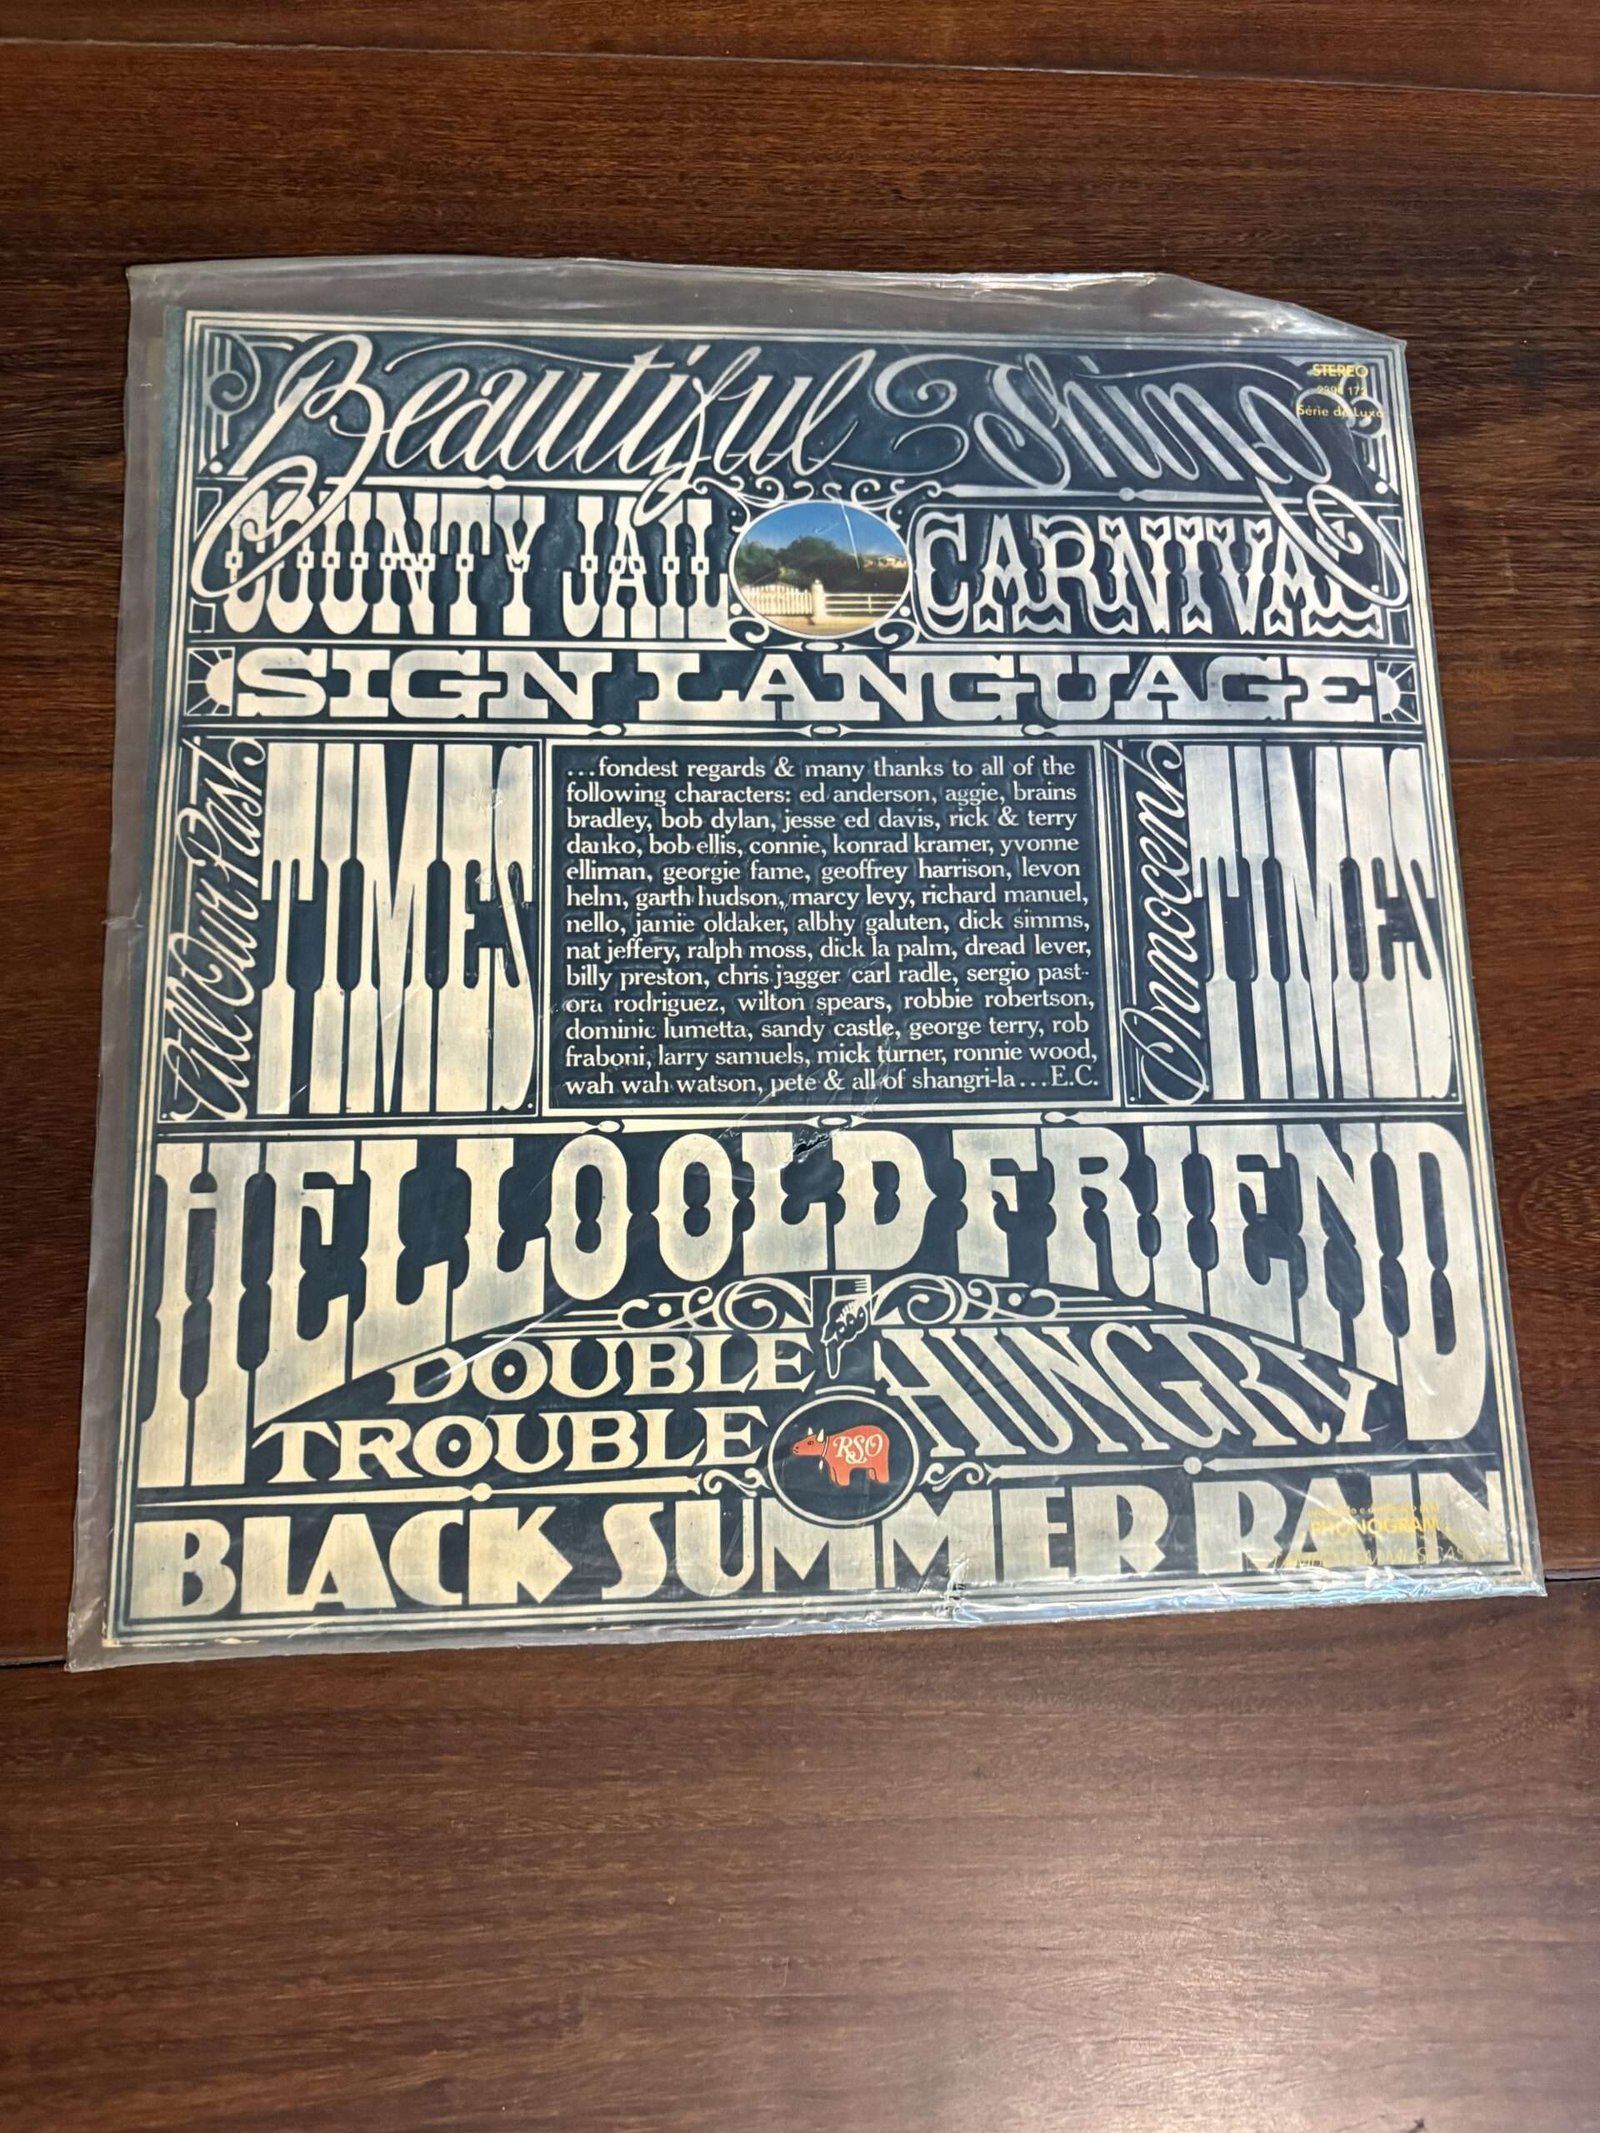 Beautiful Thing
STEREO
2394 172
Série de Luxo
COUNTY JAIL
CARNIVAL
SIGN LANGUAGE
All Our Past
TIMES
...fondest regards & many thanks to all of the
following characters: ed anderson, aggie, brains
bradley, bob dylan, jesse ed davis, rick & terry
danko, bob ellis, connie, konrad kramer, yvonne
elliman, georgie fame, geoffrey harrison, levon
helm, garth hudson, marcy levy, richard manuel,
nello, jamie oldaker, albhy galuten, dick simms,
nat jeffery, ralph moss, dick la palm, dread lever,
billy preston, chris jagger carl radle, sergio past-
ora rodriguez, wilton spears, robbie robertson,
dominic lumetta, sandy castle, george terry, rob
fraboni, larry samuels, mick turner, ronnie wood,
wah wah watson, pete & all of shangri-la...E.C.
Innocent
TIMES
HELLO OLD FRIEND
DOUBLE
TROUBLE
HUNGRY
RSO
BLACK SUMMER RAIN
PHONOGRAM